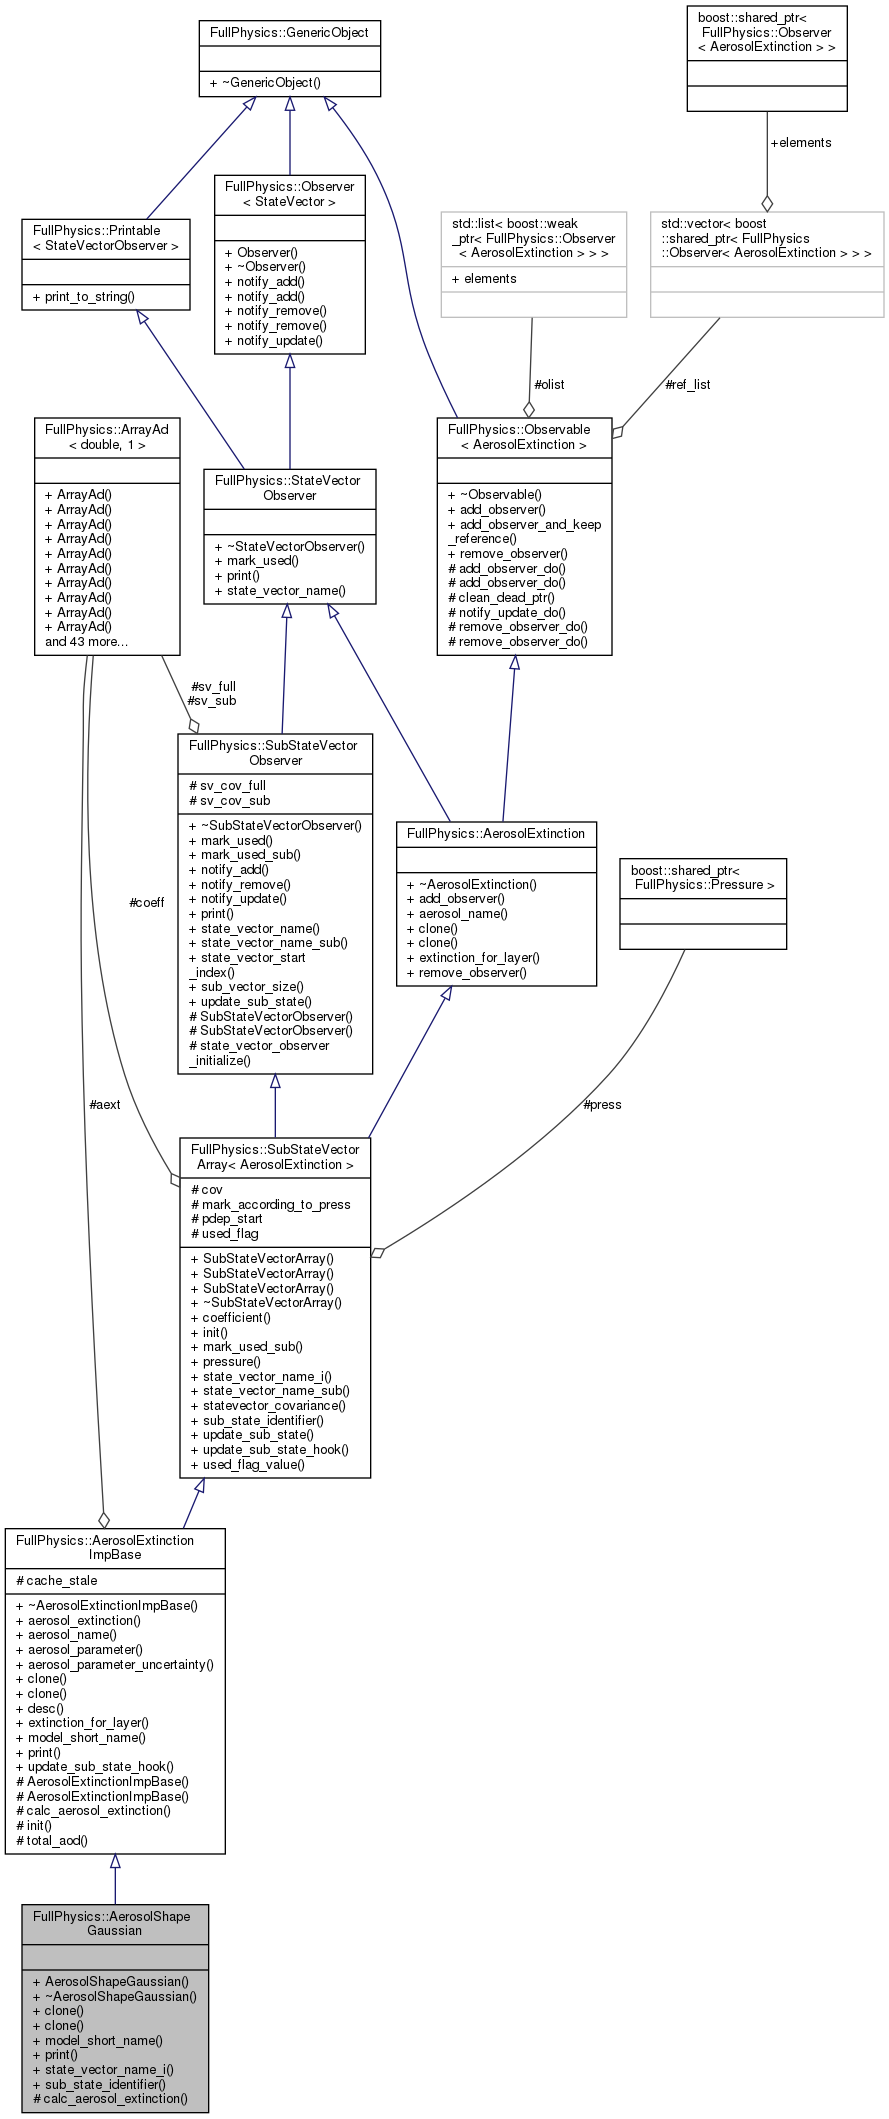 FullPhysics::GenericObject
+ ~GenericObject()
boost::shared_ptr<
FullPhysics::Observer
< AerosolExtinction > >
+elements
FullPhysics::Observer
< StateVector >
+ Observer()
+ ~Observer()
+ notify_add()
+ notify_add()
+ notify_remove()
+ notify_remove()
+ notify_update()
FullPhysics::Printable
< StateVectorObserver >
+ print_to_string()
std::list< boost::weak
_ptr< FullPhysics::Observer
< AerosolExtinction > > >
+ elements
std::vector< boost
::shared_ptr< FullPhysics
::Observer< AerosolExtinction > > >
#olist
#ref_list
FullPhysics::ArrayAd
< double, 1 >
+ ArrayAd()
+ ArrayAd()
+ ArrayAd()
+ ArrayAd()
+ ArrayAd()
+ ArrayAd()
+ ArrayAd()
+ ArrayAd()
+ ArrayAd()
+ ArrayAd()
and 43 more...
FullPhysics::StateVector
Observer
+ ~StateVectorObserver()
+ mark_used()
+ print()
+ state_vector_name()
FullPhysics::Observable
< AerosolExtinction >
+ ~Observable()
+ add_observer()
+ add_observer_and_keep
_reference()
+ remove_observer()
# add_observer_do()
# add_observer_do()
# clean_dead_ptr()
# notify_update_do()
# remove_observer_do()
# remove_observer_do()
#sv_full
#sv_sub
FullPhysics::SubStateVector
Observer
# sv_cov_full
# sv_cov_sub
+ ~SubStateVectorObserver()
+ mark_used()
+ mark_used_sub()
+ notify_add()
+ notify_remove()
+ notify_update()
+ print()
+ state_vector_name()
+ state_vector_name_sub()
+ state_vector_start
_index()
+ sub_vector_size()
+ update_sub_state()
# SubStateVectorObserver()
# SubStateVectorObserver()
# state_vector_observer
_initialize()
FullPhysics::AerosolExtinction
+ ~AerosolExtinction()
+ add_observer()
+ aerosol_name()
+ clone()
+ clone()
+ extinction_for_layer()
+ remove_observer()
boost::shared_ptr<
FullPhysics::Pressure >
#coeff
#aext
#press
FullPhysics::SubStateVector
Array< AerosolExtinction >
# cov
# mark_according_to_press
# pdep_start
# used_flag
+ SubStateVectorArray()
+ SubStateVectorArray()
+ SubStateVectorArray()
+ ~SubStateVectorArray()
+ coefficient()
+ init()
+ mark_used_sub()
+ pressure()
+ state_vector_name_i()
+ state_vector_name_sub()
+ statevector_covariance()
+ sub_state_identifier()
+ update_sub_state()
+ update_sub_state_hook()
+ used_flag_value()
FullPhysics::AerosolExtinction
ImpBase
# cache_stale
+ ~AerosolExtinctionImpBase()
+ aerosol_extinction()
+ aerosol_name()
+ aerosol_parameter()
+ aerosol_parameter_uncertainty()
+ clone()
+ clone()
+ desc()
+ extinction_for_layer()
+ model_short_name()
+ print()
+ update_sub_state_hook()
# AerosolExtinctionImpBase()
# AerosolExtinctionImpBase()
# calc_aerosol_extinction()
# init()
# total_aod()
FullPhysics::AerosolShape
Gaussian
+ AerosolShapeGaussian()
+ ~AerosolShapeGaussian()
+ clone()
+ clone()
+ model_short_name()
+ print()
+ state_vector_name_i()
+ sub_state_identifier()
# calc_aerosol_extinction()